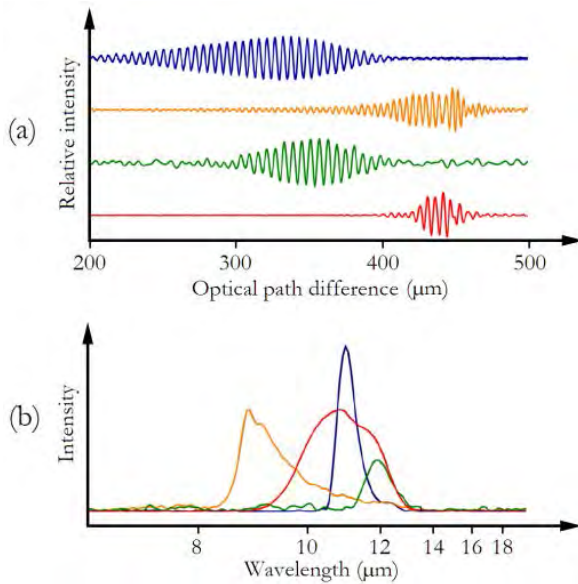 (a)
Relative intensity
200 300 400 500
Optical path difference (μm)
(b)
Intensity
8 10 12 14 16 18
Wavelength (μm)